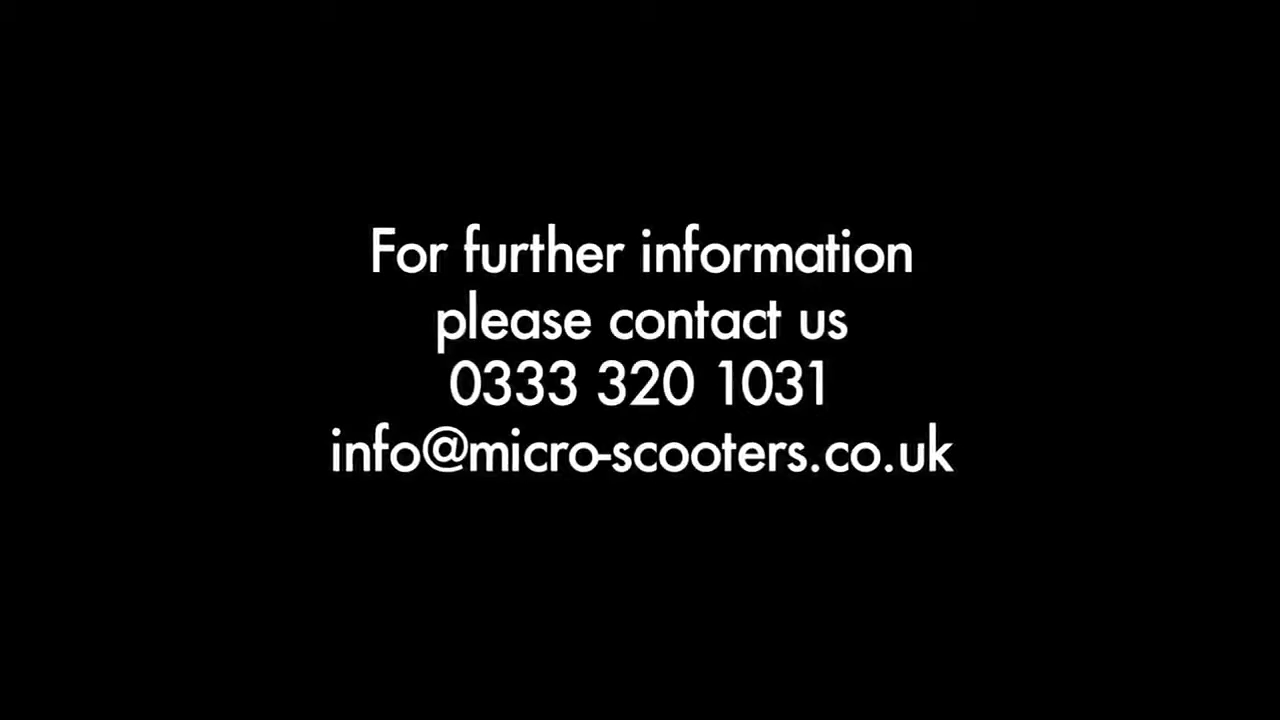 For further information
please contact us
0333 320 1031
info@micro-scooters.co.uk